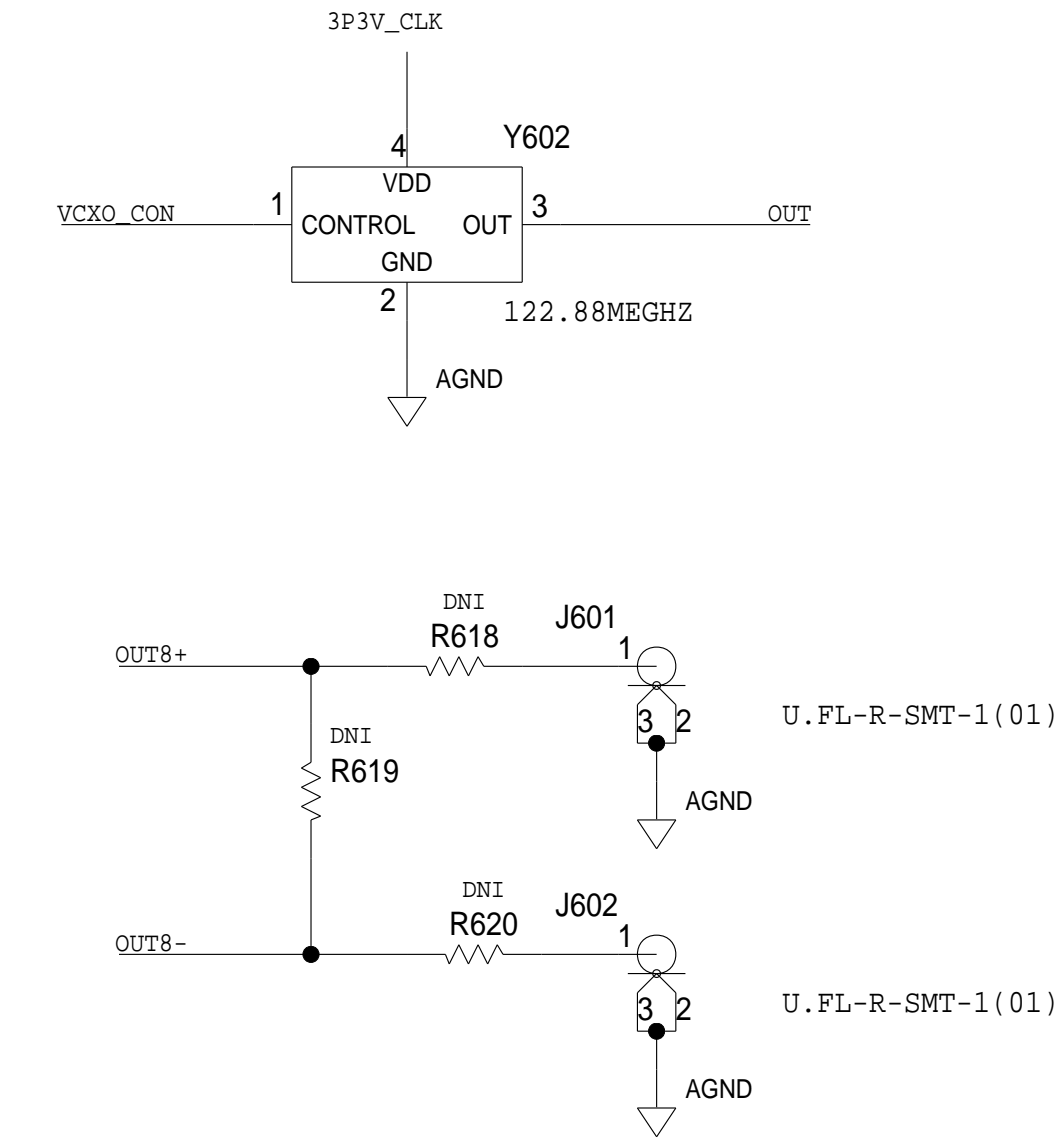 3P3V_CLK
4
Y602
VDD
VCXO_CON
1
CONTROL
OUT
3
OUT
GND
2
122.88MEGHZ
AGND
DNI
R618
J601
1
OUT8+
3
2
U.FL-R-SMT-1(01)
DNI
R619
AGND
DNI
R620
J602
1
OUT8-
3
2
U.FL-R-SMT-1(01)
AGND